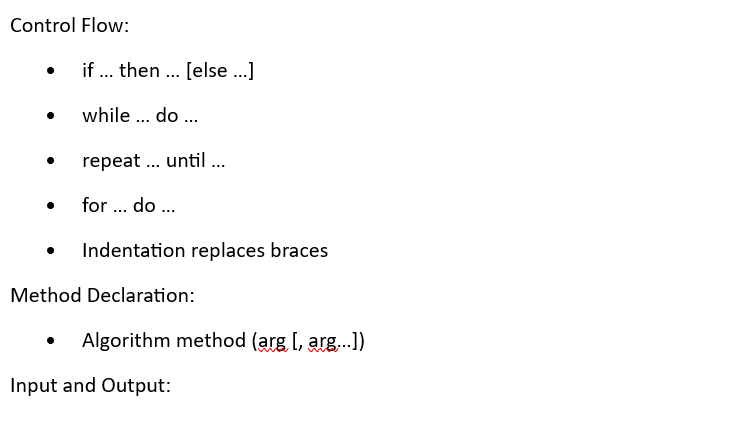 Control Flow:
• if … then … [else …]
• while … do …
• repeat … until …
• for … do …
• Indentation replaces braces
Method Declaration:
• Algorithm method (arg [, arg…])
Input and Output: